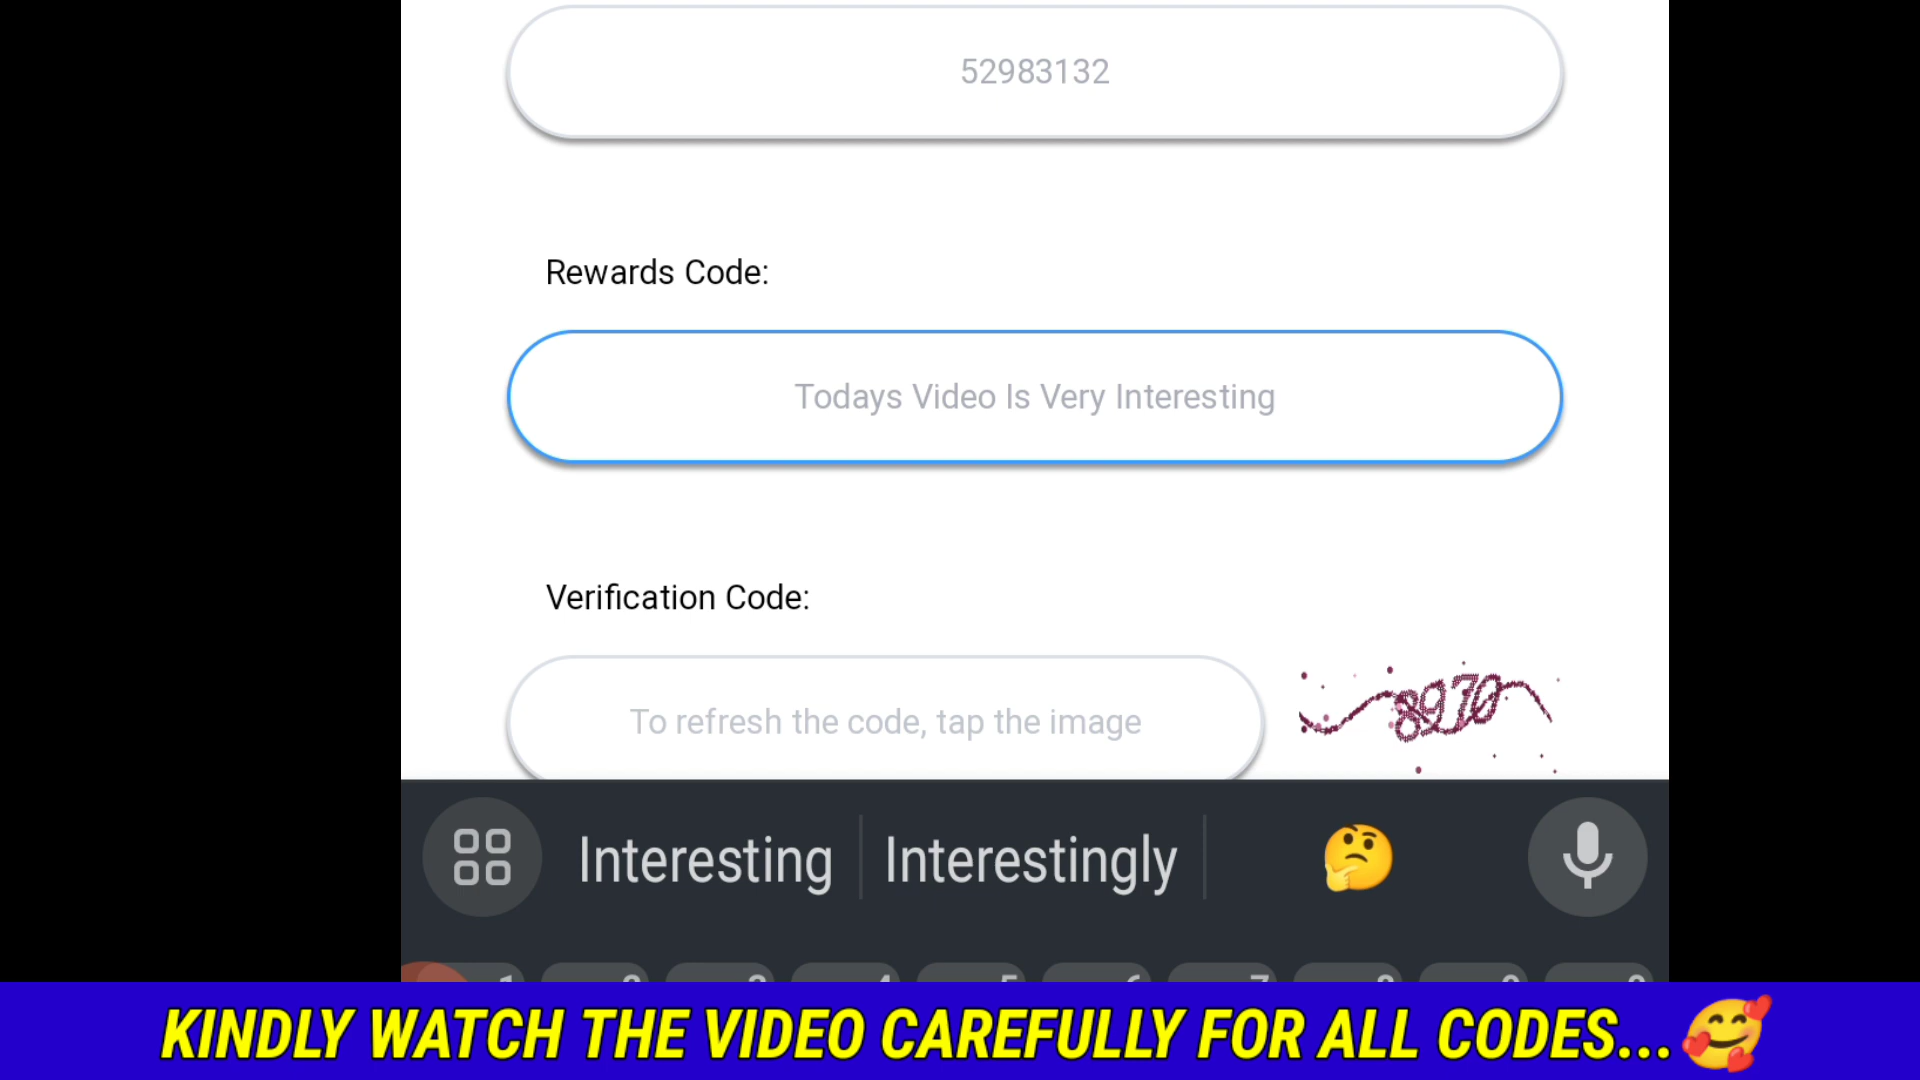 52983132
Rewards Code:
Todays Video Is Very Interesting
Verification Code:
To refresh the code, tap the image
8970
Interesting
Interestingly
KINDLY WATCH THE VIDEO CAREFULLY FOR ALL CODES...